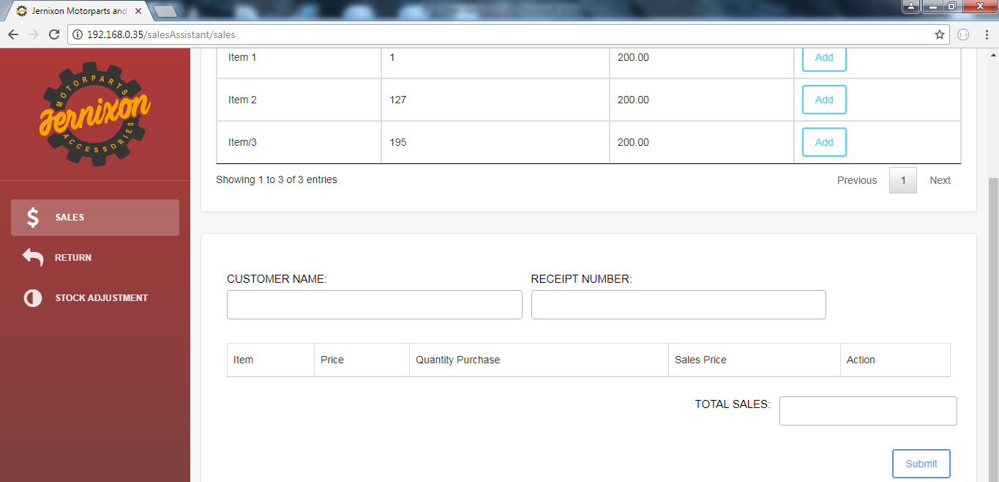 Jernixon Motorparts and
192.168.0.35/salesAssistant/sales
MOTORPARTS
Jernixon
ACCESSORIES
SALES
RETURN
STOCK ADJUSTMENT
Item 1 1 200.00 Add
Item 2 127 200.00 Add
Item/3 195 200.00 Add
Showing 1 to 3 of 3 entries Previous 1 Next
CUSTOMER NAME: RECEIPT NUMBER:
Item Price Quantity Purchase Sales Price Action
TOTAL SALES:
Submit